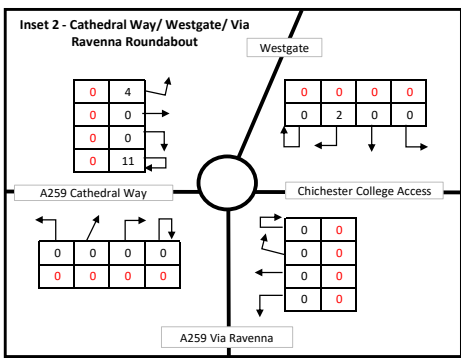 Inset 2 - Cathedral Way/ Westgate/ Via
Ravenna Roundabout
Westgate
0 4
0 0
0 0
0 11
0 0 0 0
0 2 0 0
A259 Cathedral Way
Chichester College Access
0 0 0 0
0 0 0 0
0 0
0 0
0 0
0 0
A259 Via Ravenna